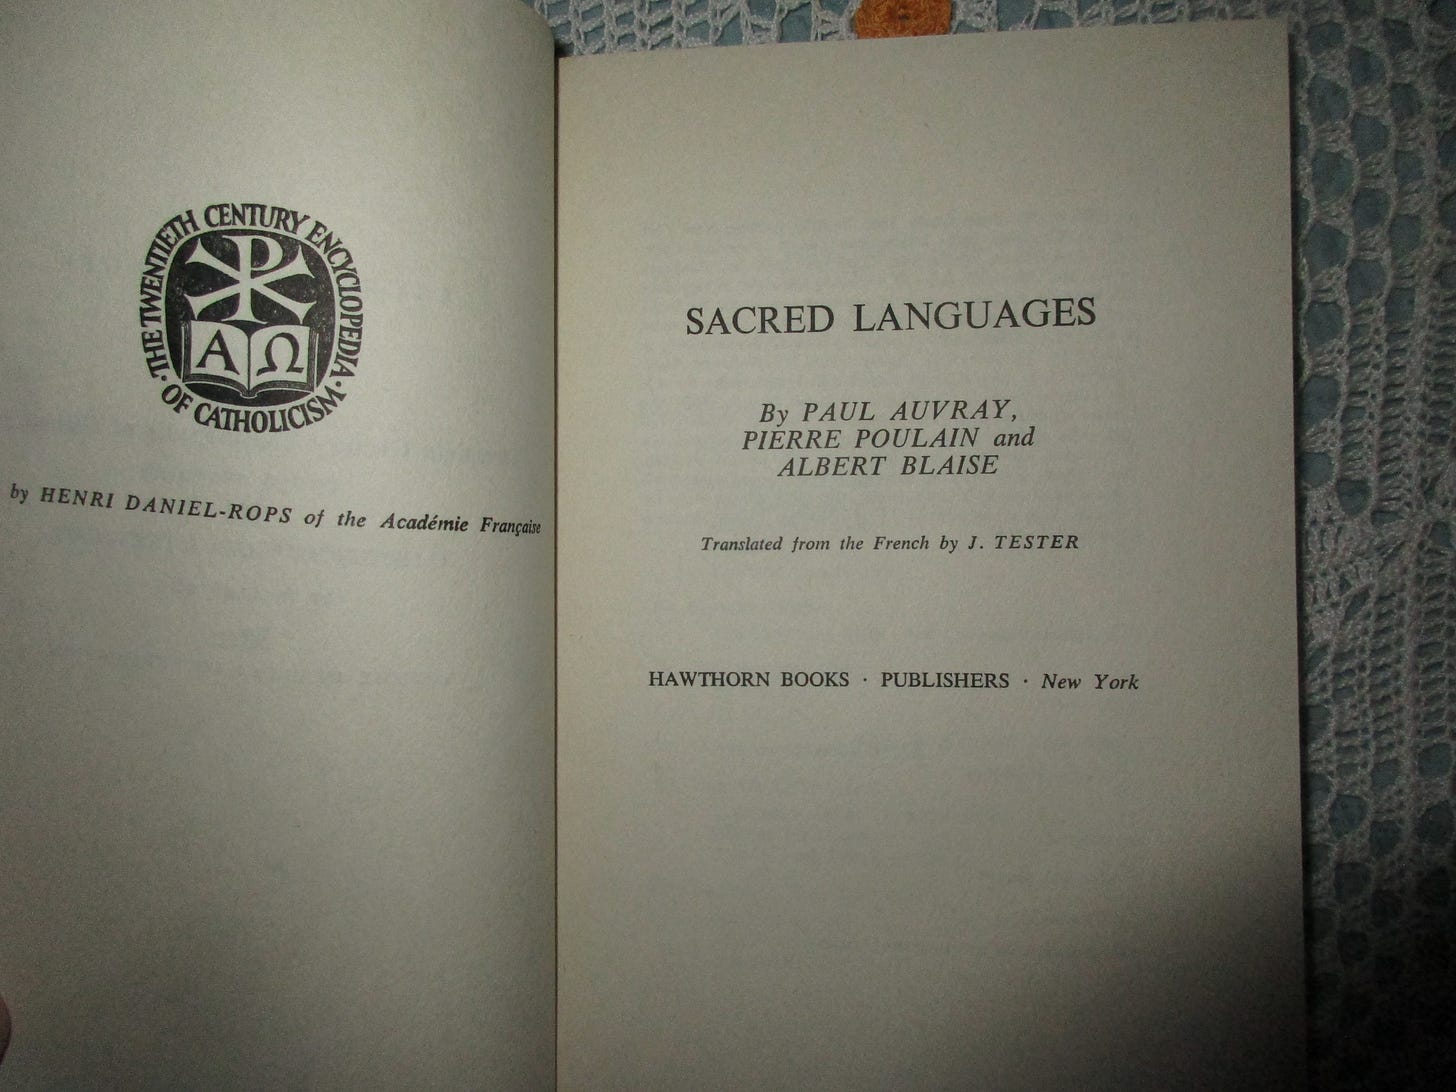 THE TWENTIETH CENTURY ENCYCLOPEDIA
· OF CATHOLICISM ·
Α Ω
by HENRI DANIEL-ROPS of the Académie Française
SACRED LANGUAGES
By PAUL AUVRAY,
PIERRE POULAIN and
ALBERT BLAISE
Translated from the French by J. TESTER
HAWTHORN BOOKS · PUBLISHERS · New York